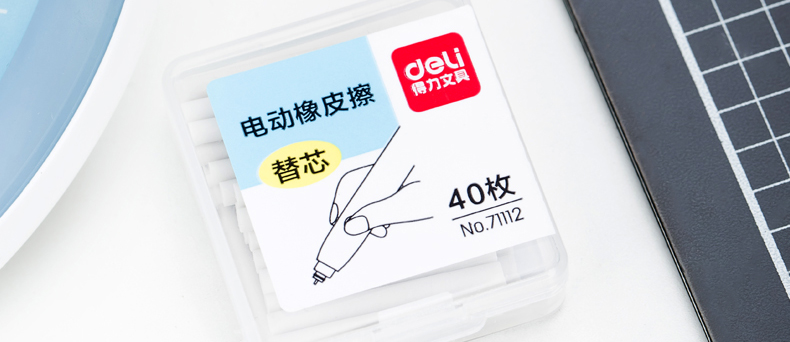 deli
得力文具
电动橡皮擦
替芯
40枚
No.71112